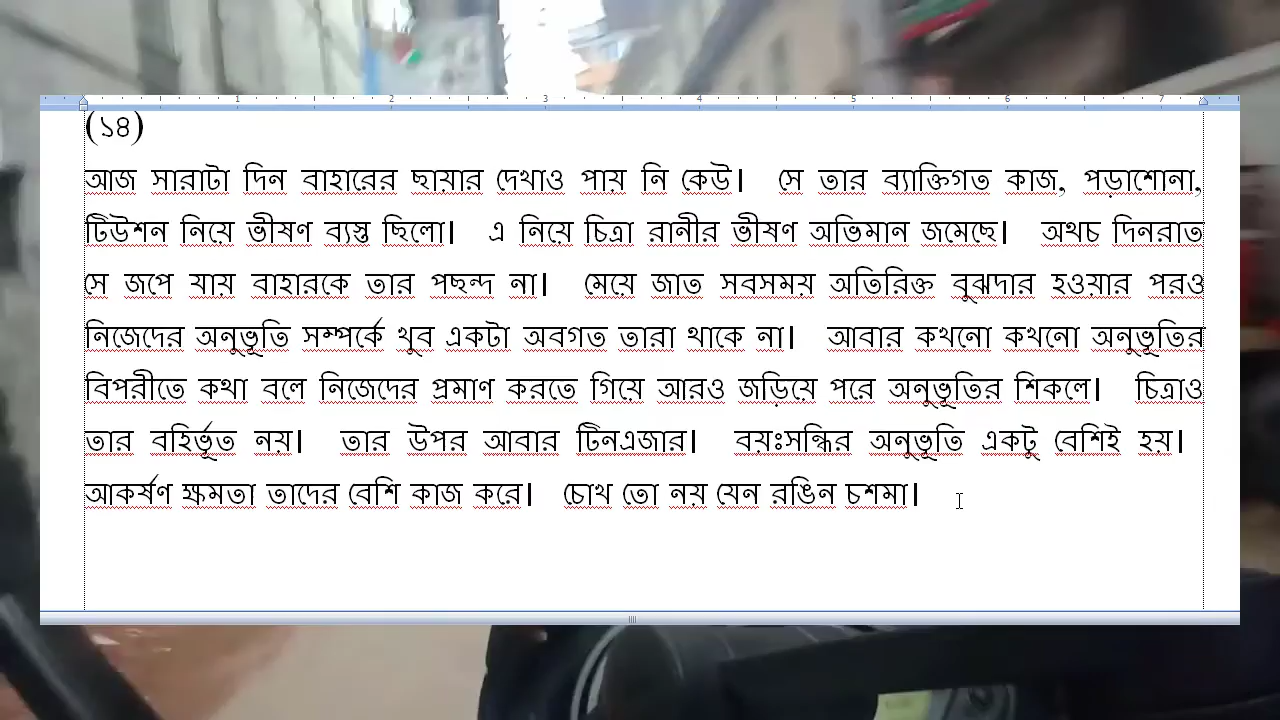 (১৪)
আজ সারাটা দিন বাহারের ছায়ার দেখাও পায় নি কেউ। সে তার ব্যাক্তিগত কাজ, পড়াশোনা,
টিউশন নিয়ে ভীষণ ব্যস্ত ছিলো। এ নিয়ে চিত্রা রানীর ভীষণ অভিমান জমেছে। অথচ দিনরাত
সে জপে যায় বাহারকে তার পছন্দ না। মেয়ে জাত সবসময় অতিরিক্ত বুঝদার হওয়ার পরও
নিজেদের অনুভূতি সম্পর্কে খুব একটা অবগত তারা থাকে না। আবার কখনো কখনো অনুভূতির
বিপরীতে কথা বলে নিজেদের প্রমাণ করতে গিয়ে আরও জড়িয়ে পরে অনুভূতির শিকলে। চিত্রাও
তার বহির্ভূত নয়। তার উপর আবার টিনএজার। বয়ঃসন্ধির অনুভূতি একটু বেশিই হয়।
আকর্ষণ ক্ষমতা তাদের বেশি কাজ করে। চোখ তো নয় যেন রঙিন চশমা।